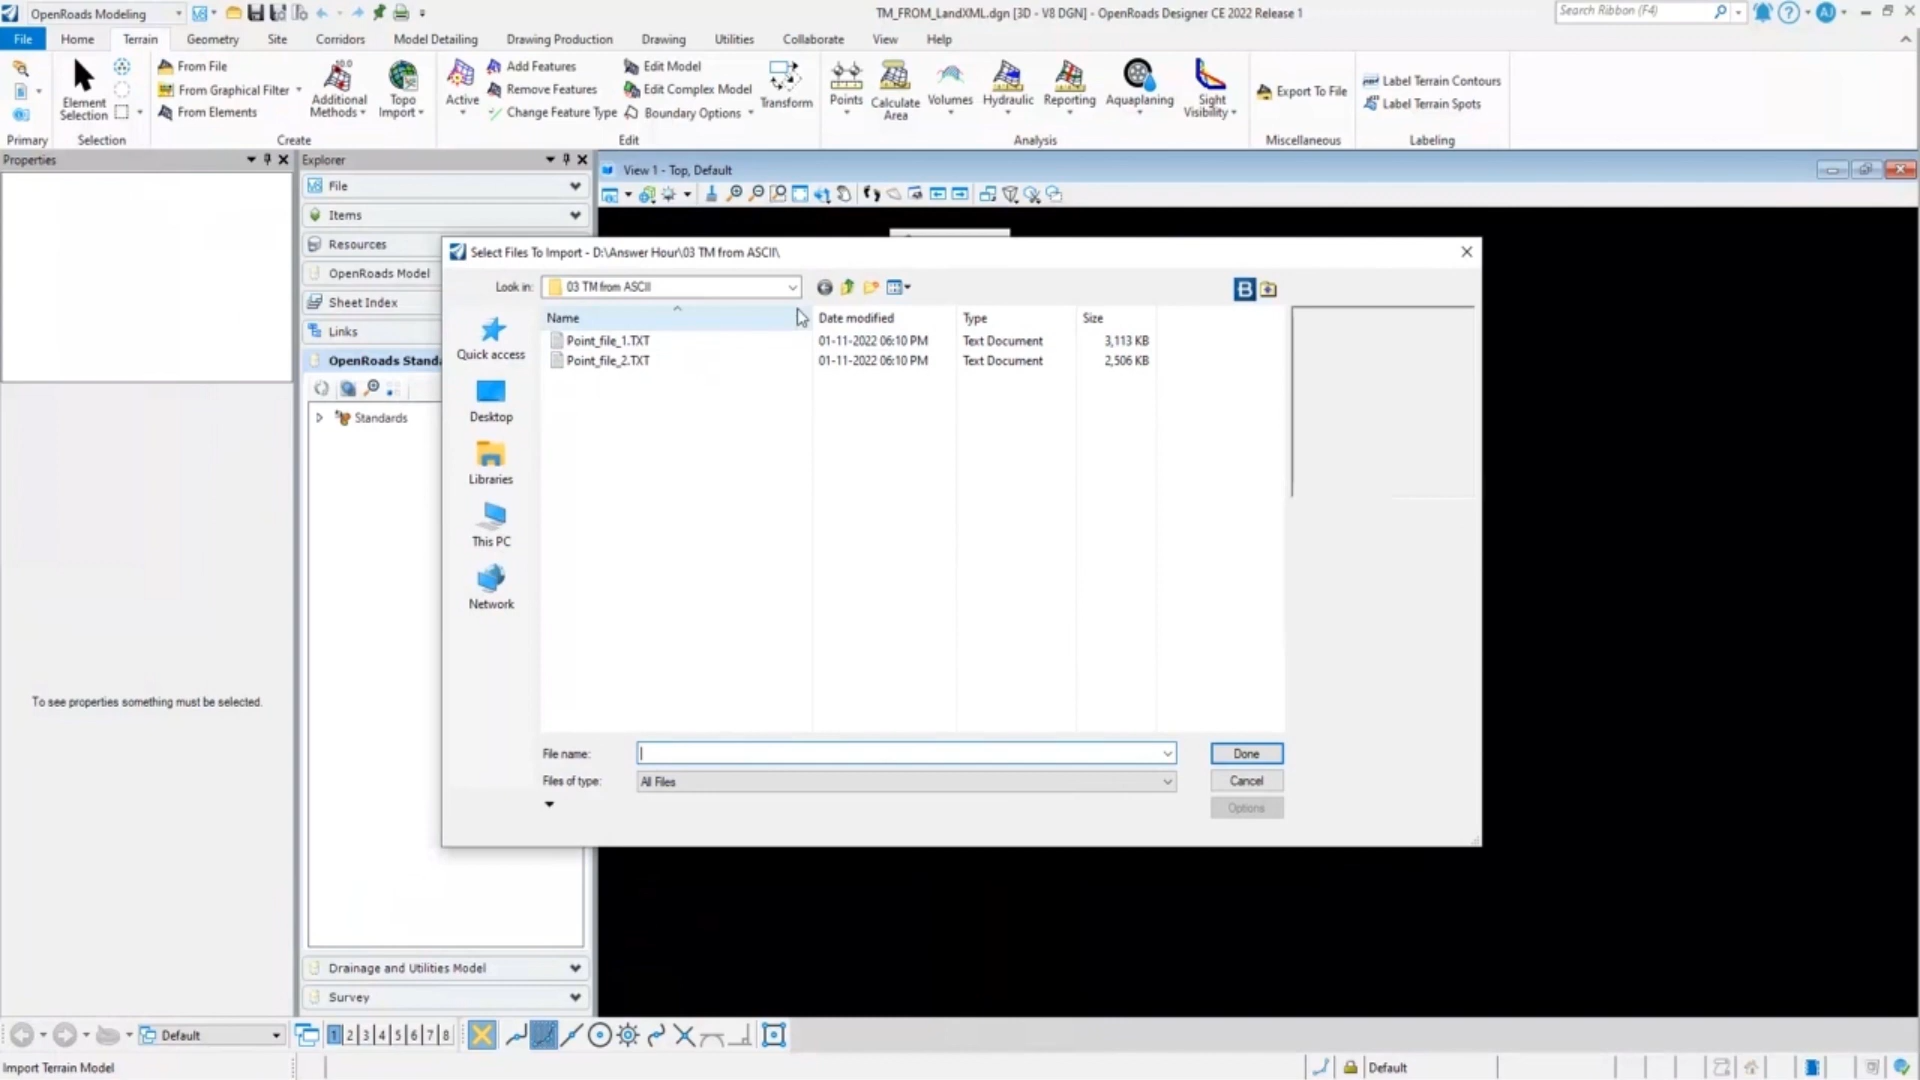 OpenRoads Modeling
TM_FROM_LandXML.dgn [3D - V8 DGN] - OpenRoads Designer CE 2022 Release 1
Search Ribbon (F4)
AJ
File Home Terrain Geometry Site Corridors Model Detailing Drawing Production Drawing Utilities Collaborate View Help
Element Selection
From File
From Graphical Filter
From Elements
Additional Methods
Topo Import
Active
Add Features
Remove Features
Change Feature Type
Edit Model
Edit Complex Model
Boundary Options
Transform
Points
Calculate Area
Volumes
Hydraulic
Reporting
Aquaplaning
Sight Visibility
Export To File
Label Terrain Contours
Label Terrain Spots
Primary Selection Create Edit Analysis Miscellaneous Labeling
Properties
To see properties something must be selected.
Explorer
File
Items
Resources
OpenRoads Model
Sheet Index
Links
OpenRoads Standa
Standards
Drainage and Utilities Model
Survey
View 1 - Top, Default
Select Files To Import - D:\Answer Hour\03 TM from ASCII\
Look in: 03 TM from ASCII
B
Quick access
Desktop
Libraries
This PC
Network
Name Date modified Type Size
Point_file_1.TXT 01-11-2022 06:10 PM Text Document 3,113 KB
Point_file_2.TXT 01-11-2022 06:10 PM Text Document 2,506 KB
File name: Done
Files of type: All Files Cancel
Options
Default 1 2 3 4 5 6 7 8
Import Terrain Model Default